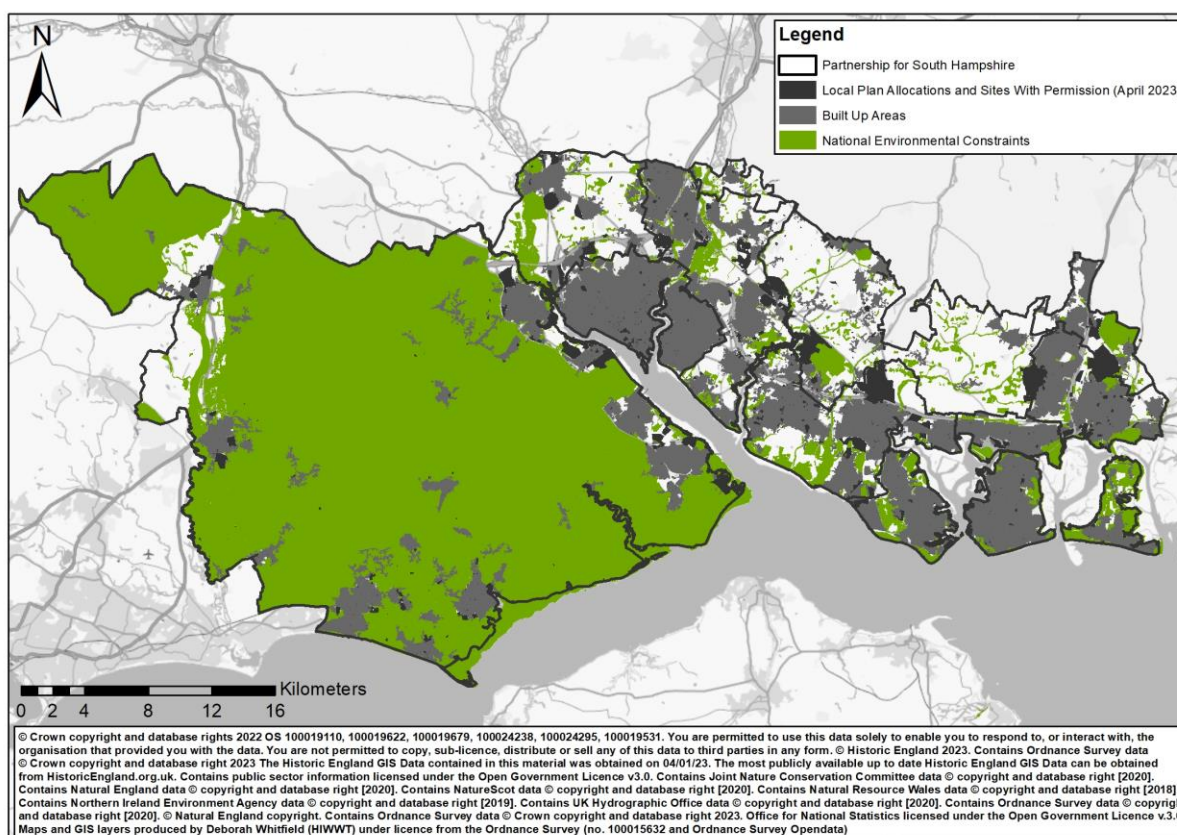 N
Legend
Partnership for South Hampshire
Local Plan Allocations and Sites With Permission (April 2023
Built Up Areas
National Environmental Constraints
Kilometers
0 2 4 8 12 16
© Crown copyright and database rights 2022 OS 100019110, 100019622, 100019679, 100024238, 100024295, 100019531. You are permitted to use this data solely to enable you to respond to, or interact with, the
organisation that provided you with the data. You are not permitted to copy, sub-licence, distribute or sell any of this data to third parties in any form. © Historic England 2023. Contains Ordnance Survey data
© Crown copyright and database right 2023 The Historic England GIS Data contained in this material was obtained on 04/01/23. The most publicly available up to date Historic England GIS Data can be obtained
from HistoricEngland.org.uk. Contains public sector information licensed under the Open Government Licence v3.0. Contains Joint Nature Conservation Committee data © copyright and database right [2020].
Contains Natural England data © copyright and database right [2020]. Contains NatureScot data © copyright and database right [2020]. Contains Natural Resource Wales data © copyright and database right [2018]
Contains Northern Ireland Environment Agency data © copyright and database right [2019]. Contains UK Hydrographic Office data © copyright and database right [2020]. Contains Ordnance Survey data © copyrigh
and database right [2020]. © Natural England copyright. Contains Ordnance Survey data © Crown copyright and database right 2023. Office for National Statistics licensed under the Open Government Licence v.3.0
Maps and GIS layers produced by Deborah Whitfield (HIWWT) under licence from the Ordnance Survey (no. 100015632 and Ordnance Survey Opendata)